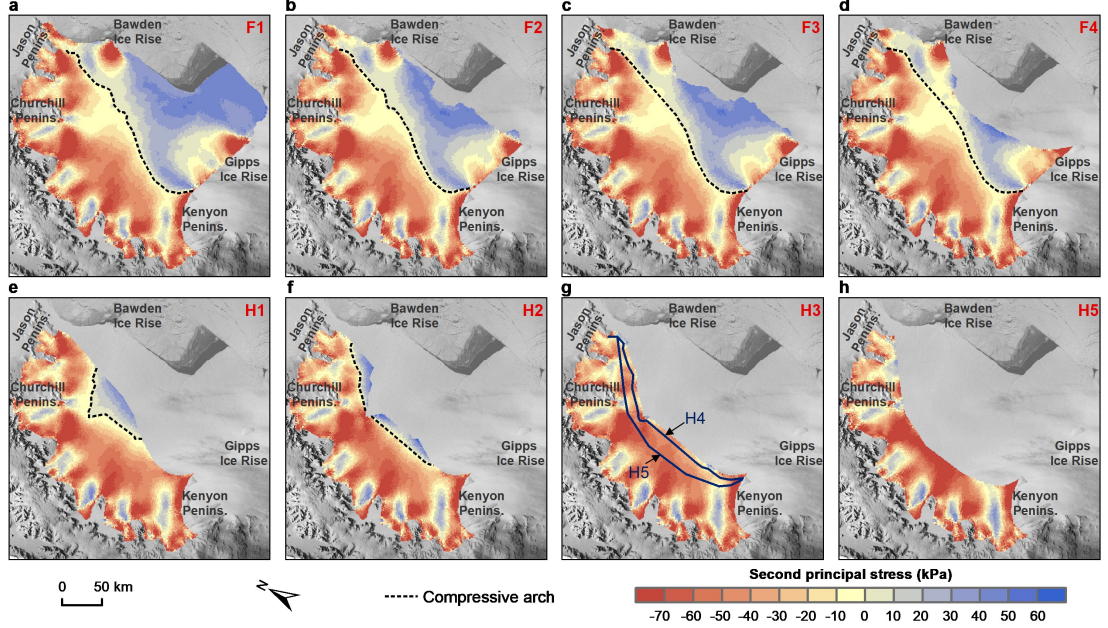 a
F1
Bawden
Ice Rise
Jason
Penins.
Churchill
Penins.
Gipps
Ice Rise
Kenyon
Penins.
b
F2
Bawden
Ice Rise
Jason
Penins.
Churchill
Penins.
Gipps
Ice Rise
Kenyon
Penins.
c
F3
Bawden
Ice Rise
Jason
Penins.
Churchill
Penins.
Gipps
Ice Rise
Kenyon
Penins.
d
F4
Bawden
Ice Rise
Jason
Penins.
Churchill
Penins.
Gipps
Ice Rise
Kenyon
Penins.
e
H1
Bawden
Ice Rise
Jason
Penins.
Churchill
Penins.
Gipps
Ice Rise
Kenyon
Penins.
f
H2
Bawden
Ice Rise
Jason
Penins.
Churchill
Penins.
Gipps
Ice Rise
Kenyon
Penins.
g
H3
Bawden
Ice Rise
Jason
Penins.
Churchill
Penins.
H4
H5
Gipps
Ice Rise
Kenyon
Penins.
h
H5
Bawden
Ice Rise
Jason
Penins.
Churchill
Penins.
Gipps
Ice Rise
Kenyon
Penins.
0 50 km
N
Compressive arch
Second principal stress (kPa)
-70 -60 -50 -40 -30 -20 -10 0 10 20 30 40 50 60